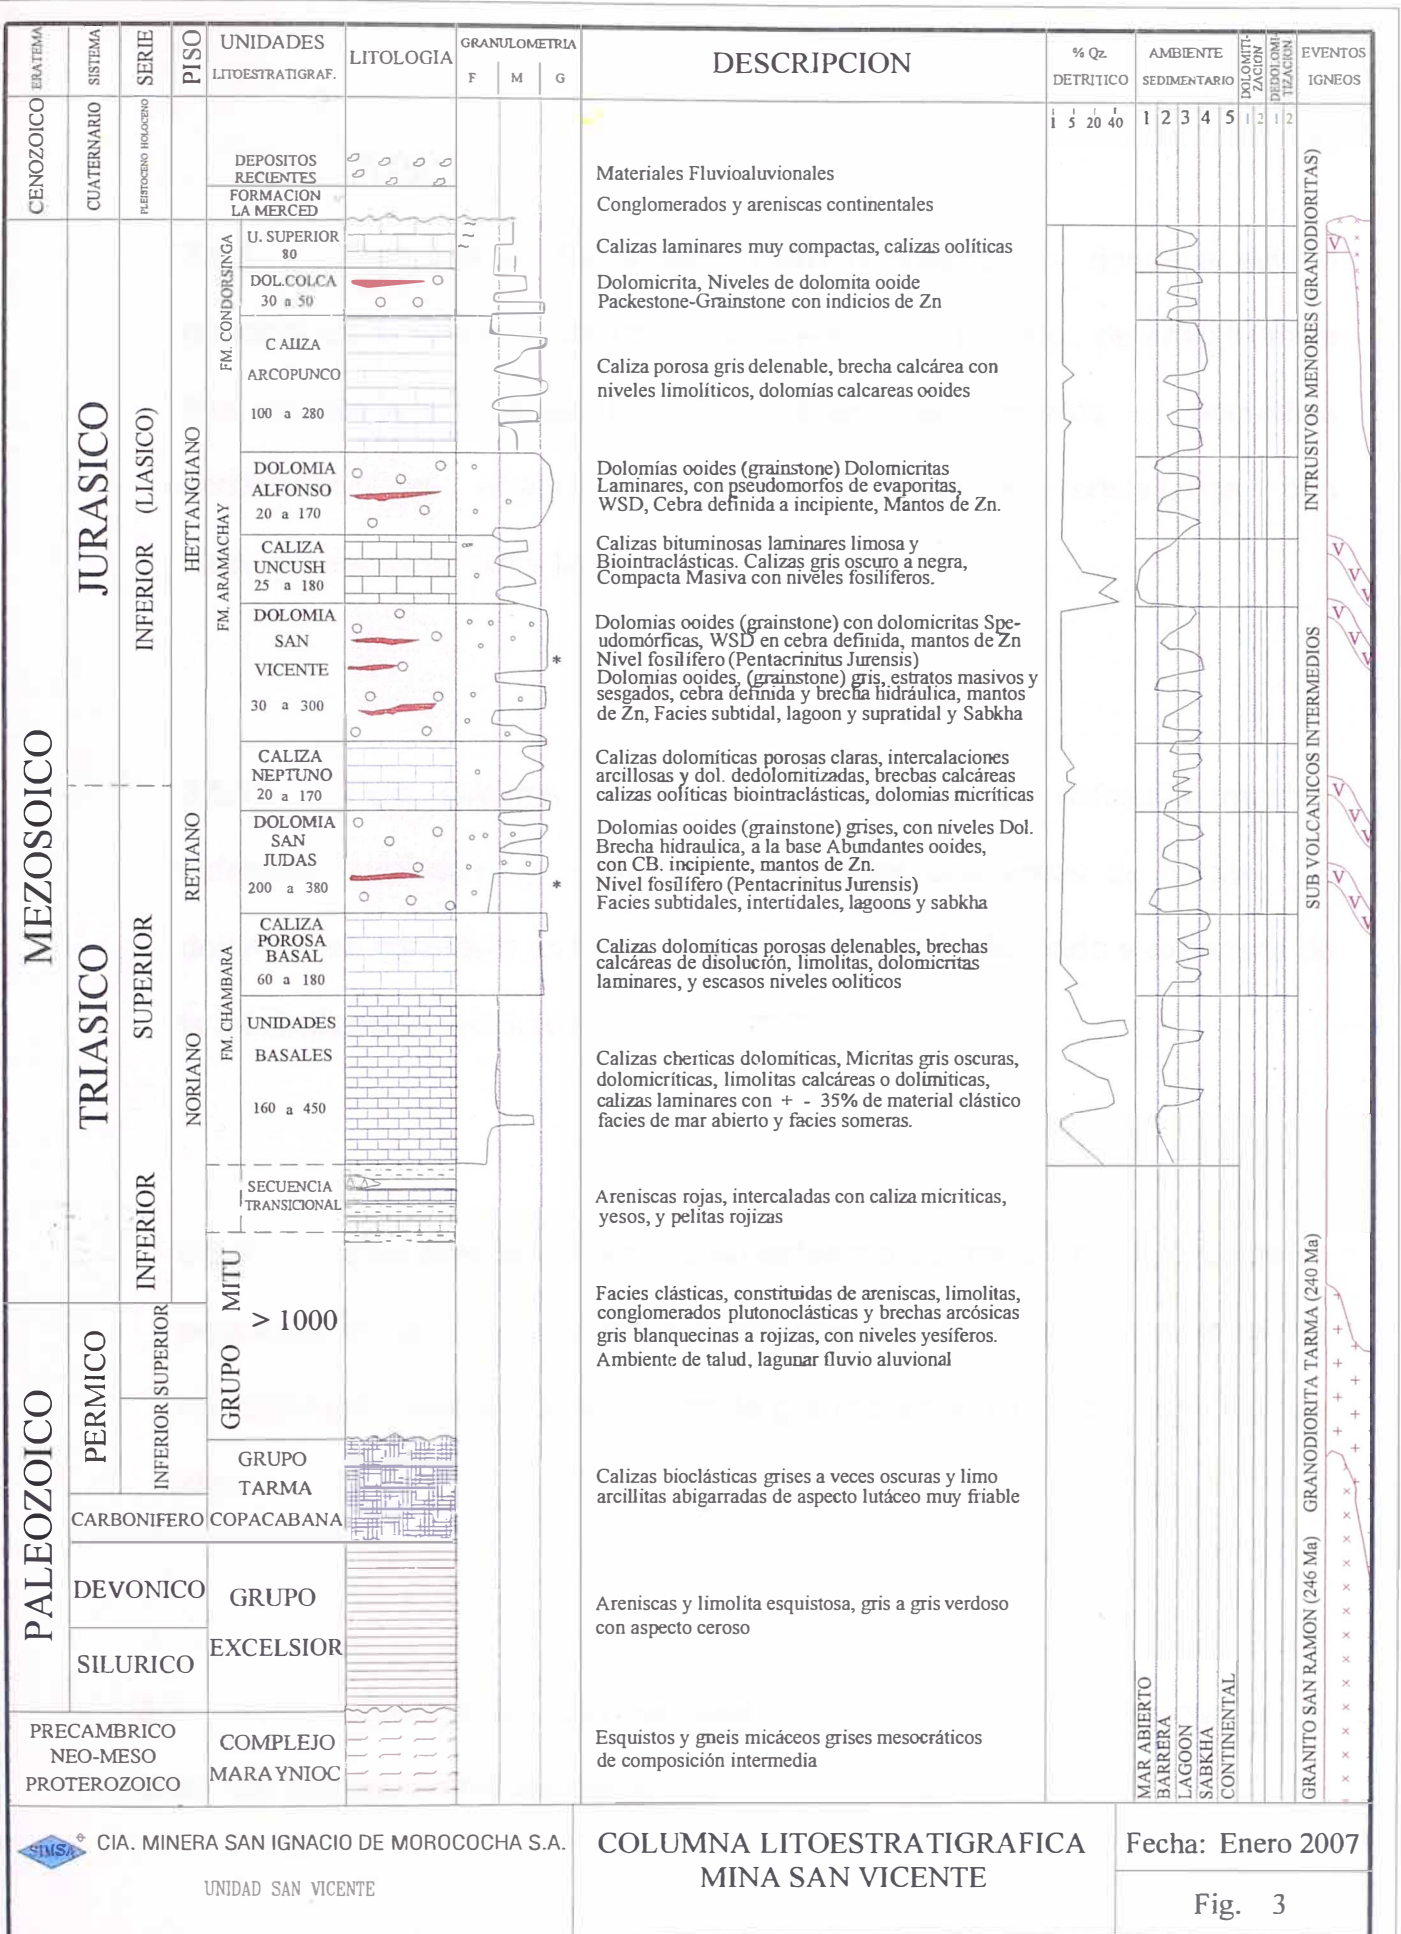 ERATEMA
SISTEMA
SERIE
PISO
UNIDADES
LITOESTRATIGRAF.
LITOLOGIA
GRANULOMETRIA
F M G
DESCRIPCION
% Qz.
DETRITICO
AMBIENTE
SEDIMENTARIO
DOLOMITI-
ZACION
DEDOLOMI-
TIZACION
EVENTOS
IGNEOS
1 5 20 40
1 2 3 4 5 1 2 1 2
CENOZOICO
CUATERNARIO
PLEISTOCENO HOLOCENO
DEPOSITOS
RECIENTES
Materiales Fluvioaluvionales
FORMACION
LA MERCED
Conglomerados y areniscas continentales
MEZOSOICO
JURASICO
INFERIOR (LIASICO)
HETTANGIANO
FM. CONDORSINGA
U. SUPERIOR
80
Calizas laminares muy compactas, calizas oolíticas
DOL.COLCA
30 a 50
Dolomicrita, Niveles de dolomita ooide
Packestone-Grainstone con indicios de Zn
CALIZA
ARCOPUNCO
100 a 280
Caliza porosa gris delenable, brecha calcárea con
niveles limolíticos, dolomías calcareas ooides
FM. ARAMACHAY
DOLOMIA
ALFONSO
20 a 170
Dolomías ooides (grainstone) Dolomicritas
Laminares, con pseudomorfos de evaporitas,
WSD, Cebra definida a incipiente, Mantos de Zn.
CALIZA
UNCUSH
25 a 180
Calizas bituminosas laminares limosa y
Biointraclásticas. Calizas gris oscuro a negra,
Compacta Masiva con niveles fosilíferos.
DOLOMIA
SAN
VICENTE
30 a 300
*
Dolomias ooides (grainstone) con dolomicritas Spe-
udomórficas, WSD en cebra definida, mantos de Zn
Nivel fosilífero (Pentacrinitus Jurensis)
Dolomias ooides, (grainstone) gris, estratos masivos y
sesgados, cebra definida y brecha hidráulica, mantos
de Zn, Facies subtidal, lagoon y supratidal y Sabkha
TRIASICO
SUPERIOR
RETIANO
CALIZA
NEPTUNO
20 a 170
Calizas dolomíticas porosas claras, intercalaciones
arcillosas y dol. dedolomitizadas, brecbas calcáreas
calizas oolíticas biointraclásticas, dolomias micríticas
DOLOMIA
SAN
JUDAS
200 a 380
*
Dolomias ooides (grainstone) grises, con niveles Dol.
Brecha hidraulica, a la base Abundantes ooides,
con CB. incipiente, mantos de Zn.
Nivel fosilífero (Pentacrinitus Jurensis)
Facies subtidales, intertidales, lagoons y sabkha
FM. CHAMBARA
CALIZA
POROSA
BASAL
60 a 180
Calizas dolomíticas porosas delenables, brechas
calcáreas de disolución, limolitas, dolomicritas
laminares, y escasos niveles oolíticos
NORIANO
UNIDADES
BASALES
160 a 450
Calizas cherticas dolomíticas, Micritas gris oscuras,
dolomicríticas, limolitas calcáreas o dolimiticas,
calizas laminares con + - 35% de material clástico
facies de mar abierto y facies someras.
INFERIOR
SECUENCIA
TRANSICIONAL
Areniscas rojas, intercaladas con caliza micriticas,
yesos, y pelitas rojizas
GRUPO MITU
> 1000
Facies clásticas, constituidas de areniscas, limolitas,
conglomerados plutonoclásticas y brechas arcósicas
gris blanquecinas a rojizas, con niveles yesíferos.
Ambiente de talud, lagunar fluvio aluvional
PALEOZOICO
PERMICO
INFERIOR SUPERIOR
GRUPO
TARMA
COPACABANA
CARBONIFERO
Calizas bioclásticas grises a veces oscuras y limo
arcillitas abigarradas de aspecto lutáceo muy friable
DEVONICO
SILURICO
GRUPO
EXCELSIOR
Areniscas y limolita esquistosa, gris a gris verdoso
con aspecto ceroso
PRECAMBRICO
NEO-MESO
PROTEROZOICO
COMPLEJO
MARAYNIOC
Esquistos y gneis micáceos grises mesocráticos
de composición intermedia
MAR ABIERTO
BARRERA
LAGOON
SABKHA
CONTINENTAL
INTRUSIVOS MENORES (GRANODIORITAS)
SUB VOLCANICOS INTERMEDIOS
GRANODIORITA TARMA (240 Ma)
GRANITO SAN RAMON (246 Ma)
V
V
V
V
V
V
V
V
V
SIMSA ® CIA. MINERA SAN IGNACIO DE MOROCOCHA S.A.
UNIDAD SAN VICENTE
COLUMNA LITOESTRATIGRAFICA
MINA SAN VICENTE
Fecha: Enero 2007
Fig. 3